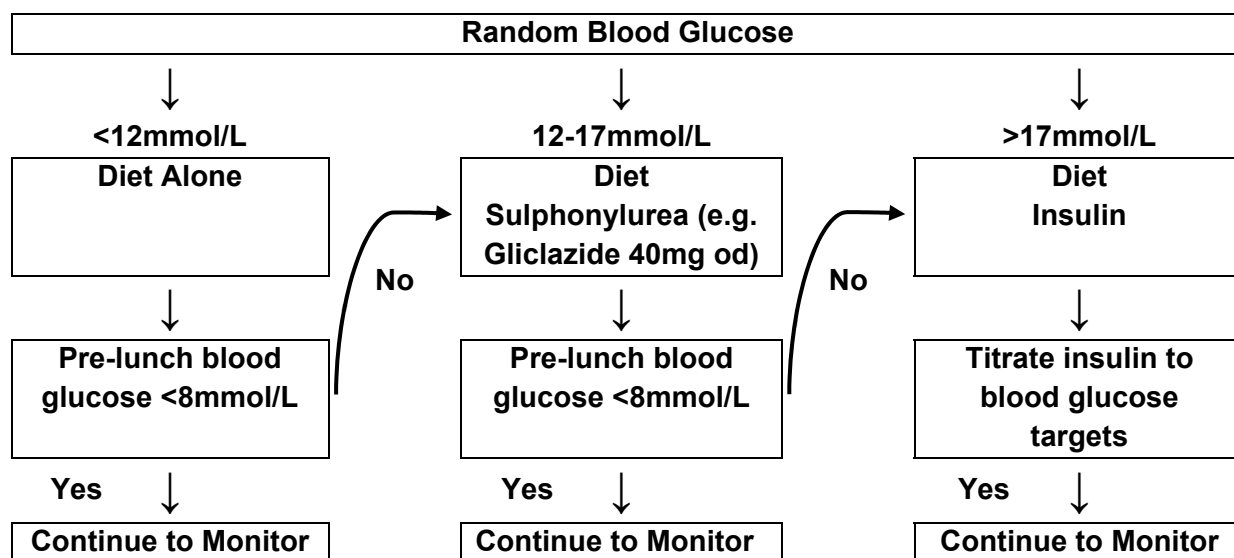 Random Blood Glucose
<12mmol/L
12-17mmol/L
>17mmol/L
Diet Alone
Diet
Sulphonylurea (e.g.
Gliclazide 40mg od)
Diet
Insulin
No
No
Pre-lunch blood
glucose <8mmol/L
Pre-lunch blood
glucose <8mmol/L
Titrate insulin to
blood glucose
targets
Yes
Yes
Yes
Continue to Monitor
Continue to Monitor
Continue to Monitor